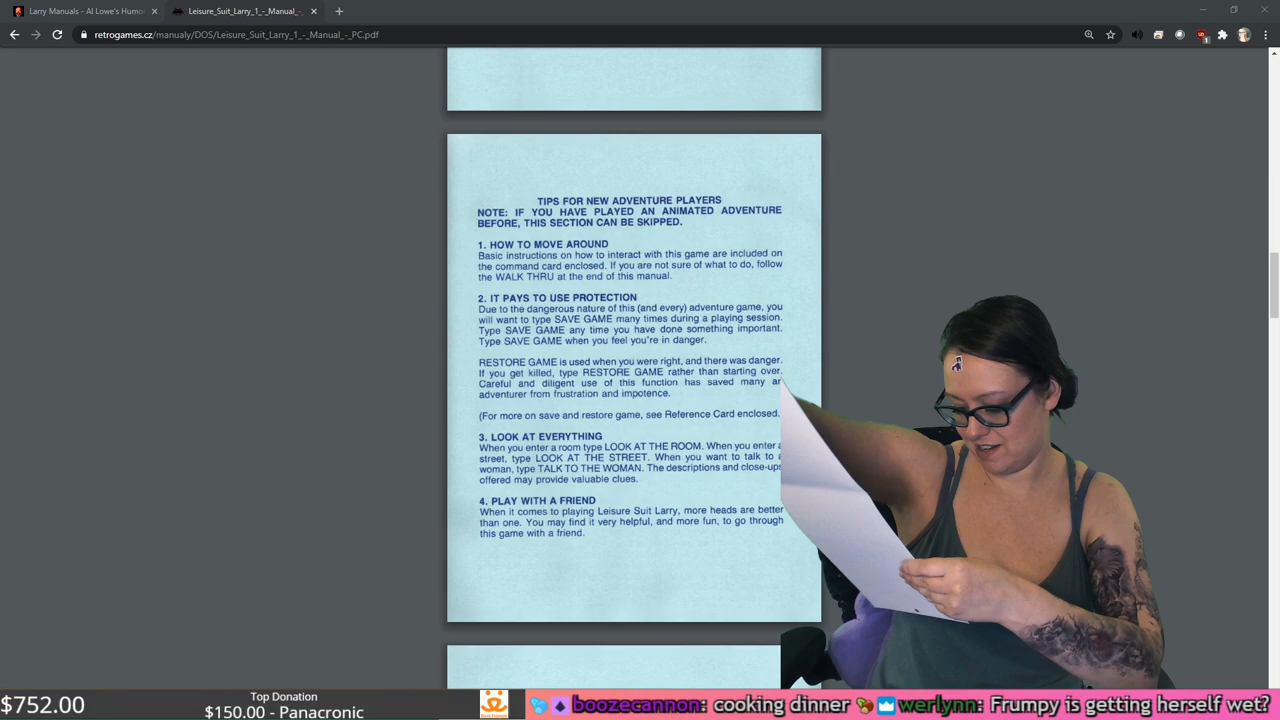 Larry Manuals - Al Lowe's Humo
Leisure_Suit_Larry_1_-_Manual_-_
retrogames.cz/manualy/DOS/Leisure_Suit_Larry_1_-_Manual_-_PC.pdf
TIPS FOR NEW ADVENTURE PLAYERS
NOTE: IF YOU HAVE PLAYED AN ANIMATED ADVENTURE
BEFORE, THIS SECTION CAN BE SKIPPED.
1. HOW TO MOVE AROUND
Basic instructions on how to interact with this game are included on
the command card enclosed. If you are not sure of what to do, follow
the WALK THRU at the end of this manual.
2. IT PAYS TO USE PROTECTION
Due to the dangerous nature of this (and every) adventure game, you
will want to type SAVE GAME many times during a playing session.
Type SAVE GAME any time you have done something important.
Type SAVE GAME when you feel you're in danger.
RESTORE GAME is used when you were right, and there was danger.
If you get killed, type RESTORE GAME rather than starting over.
Careful and diligent use of this function has saved many an
adventurer from frustration and impotence.
(For more on save and restore game, see Reference Card enclosed.
3. LOOK AT EVERYTHING
When you enter a room type LOOK AT THE ROOM. When you enter a
street, type LOOK AT THE STREET. When you want to talk to a
woman, type TALK TO THE WOMAN. The descriptions and close-ups
offered may provide valuable clues.
4. PLAY WITH A FRIEND
When it comes to playing Leisure Suit Larry, more heads are better
than one. You may find it very helpful, and more fun, to go through
this game with a friend.
$752.00
Top Donation
$150.00 - Panacronic
boozecannon: cooking dinner werlynn: Frumpy is getting herself wet?